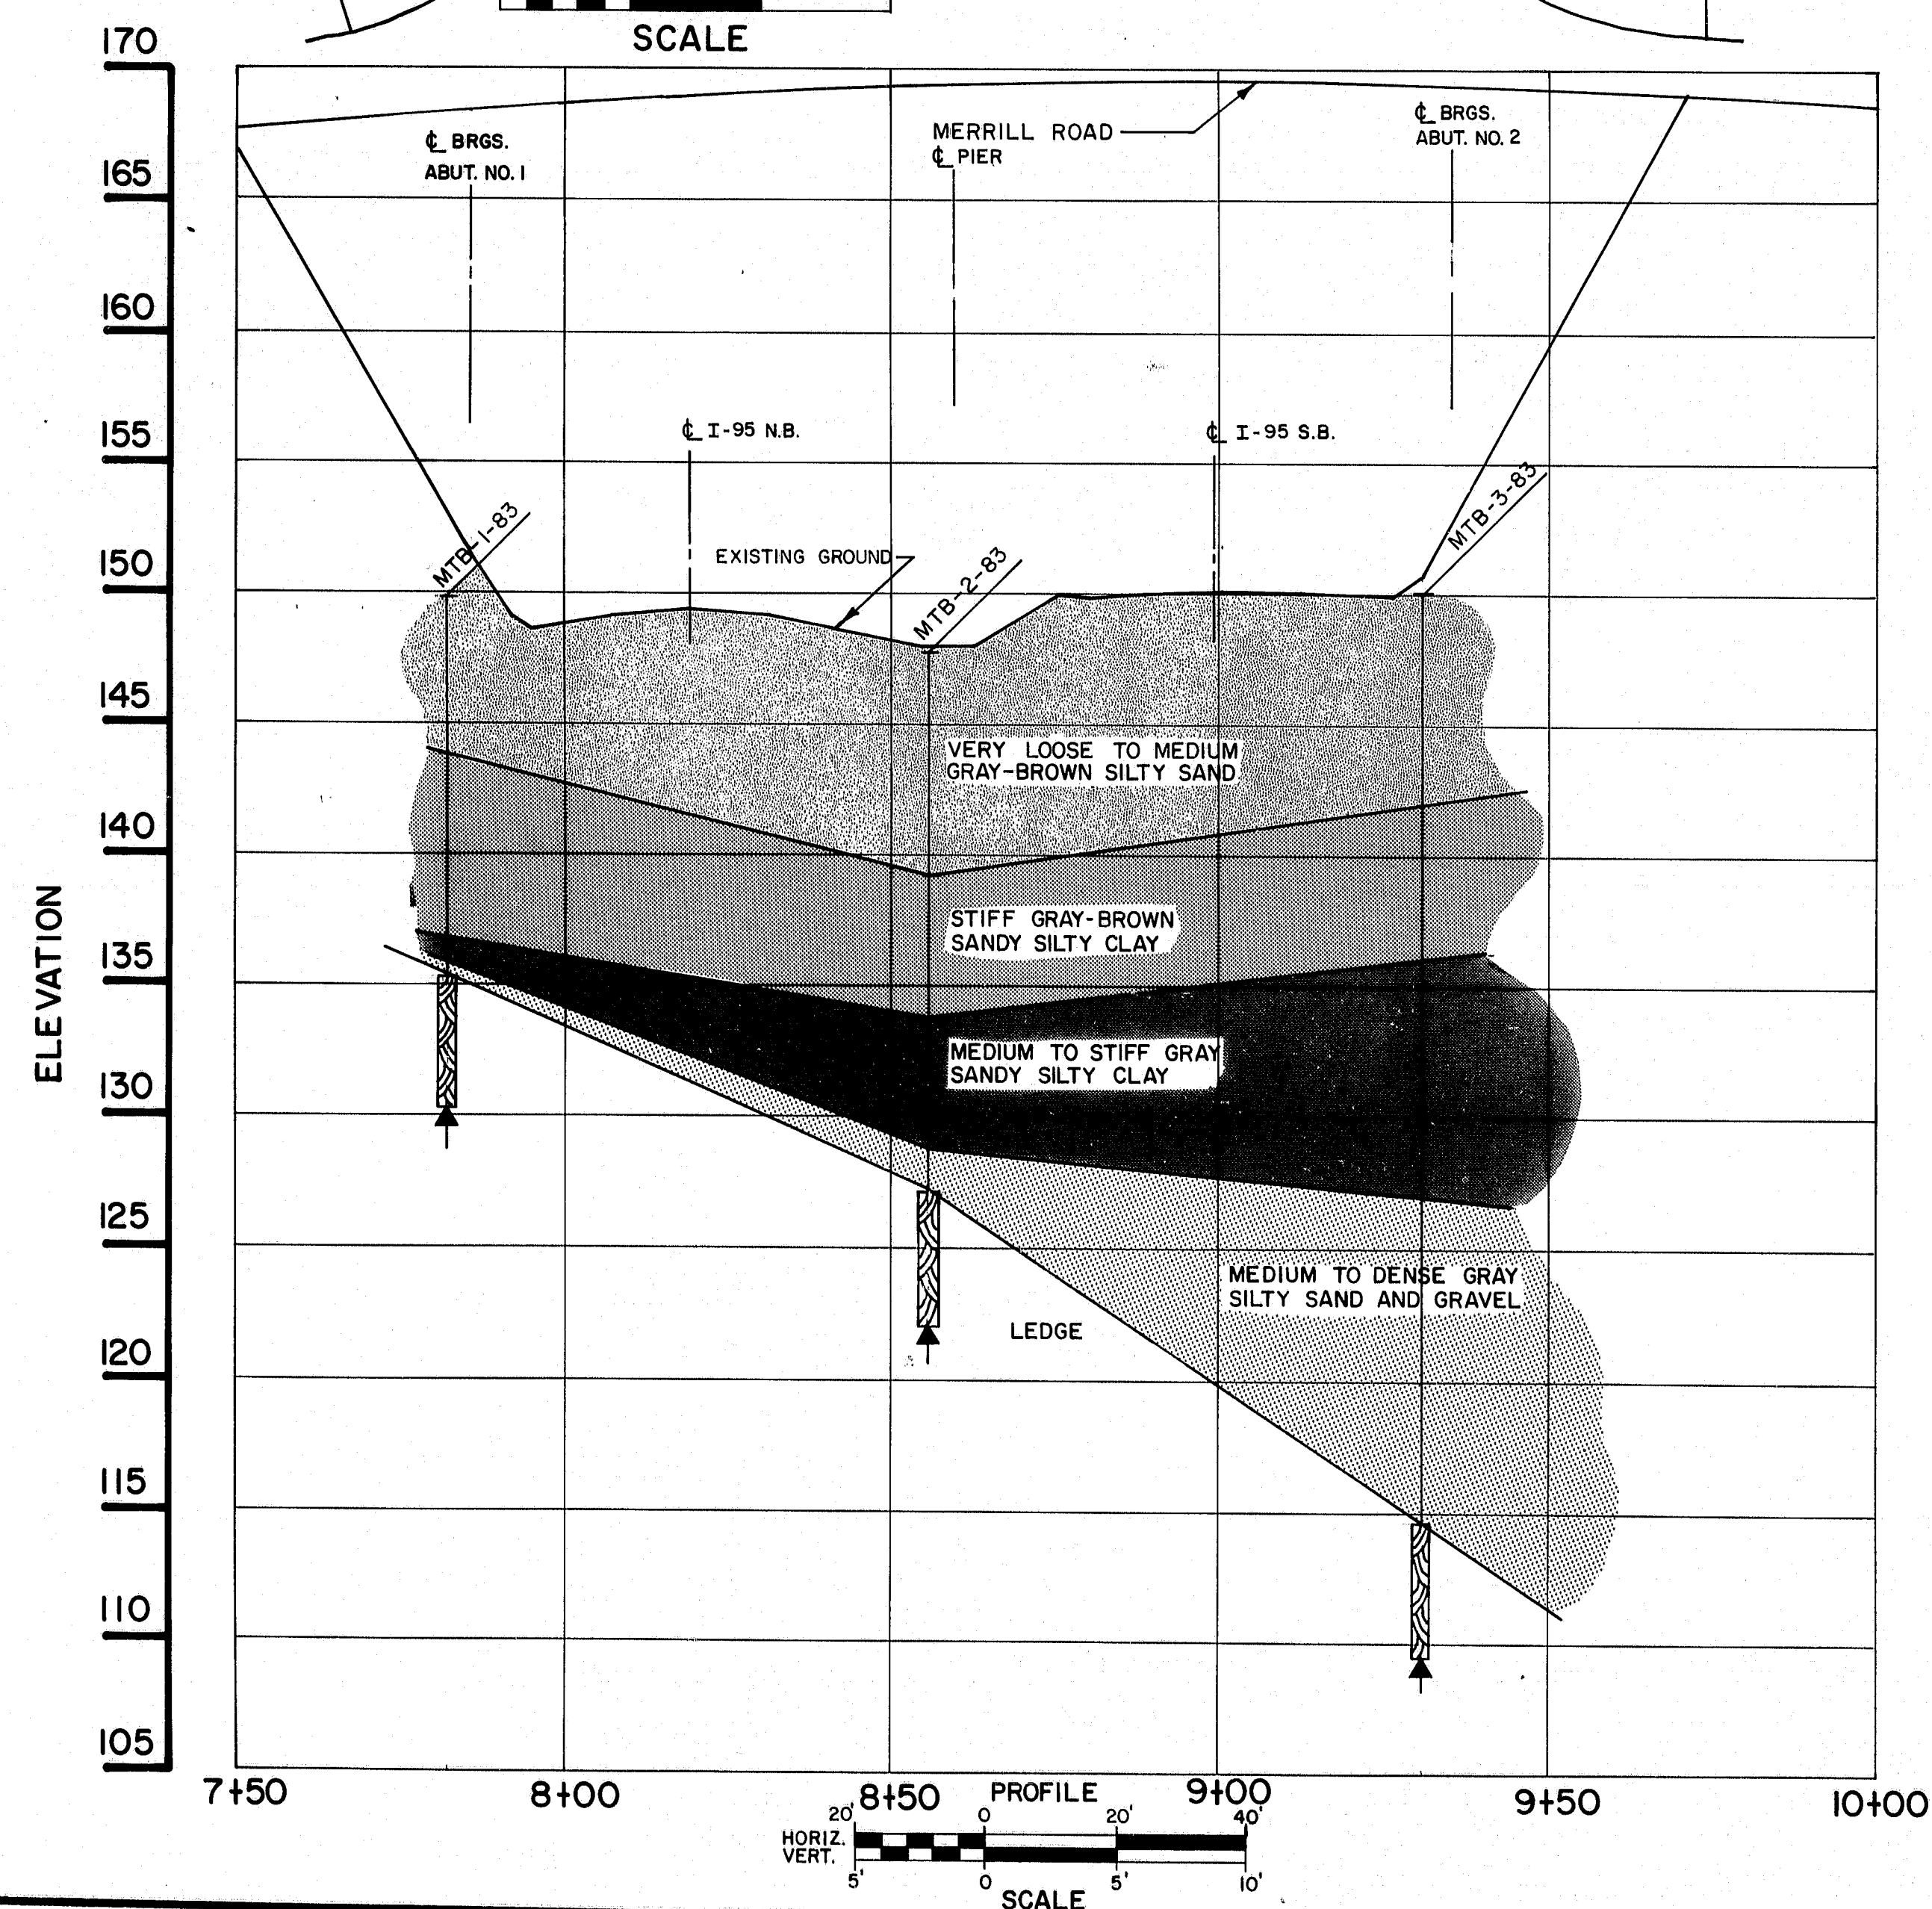 SCALE
170
165
160
155
150
145
140
135
130
125
120
115
110
105
ELEVATION
MERRILL ROAD
℄ BRGS.
ABUT. NO. 1
℄ PIER
℄ BRGS.
ABUT. NO. 2
℄ I-95 N.B.
℄ I-95 S.B.
MTB-1-83
EXISTING GROUND
MTB-2-83
MTB-3-83
VERY LOOSE TO MEDIUM
GRAY-BROWN SILTY SAND
STIFF GRAY-BROWN
SANDY SILTY CLAY
MEDIUM TO STIFF GRAY
SANDY SILTY CLAY
MEDIUM TO DENSE GRAY
SILTY SAND AND GRAVEL
LEDGE
7+50 8+00 8+50 9+00 9+50 10+00
PROFILE
20' 0 20' 40'
HORIZ.
VERT.
5' 0 5' 10'
SCALE